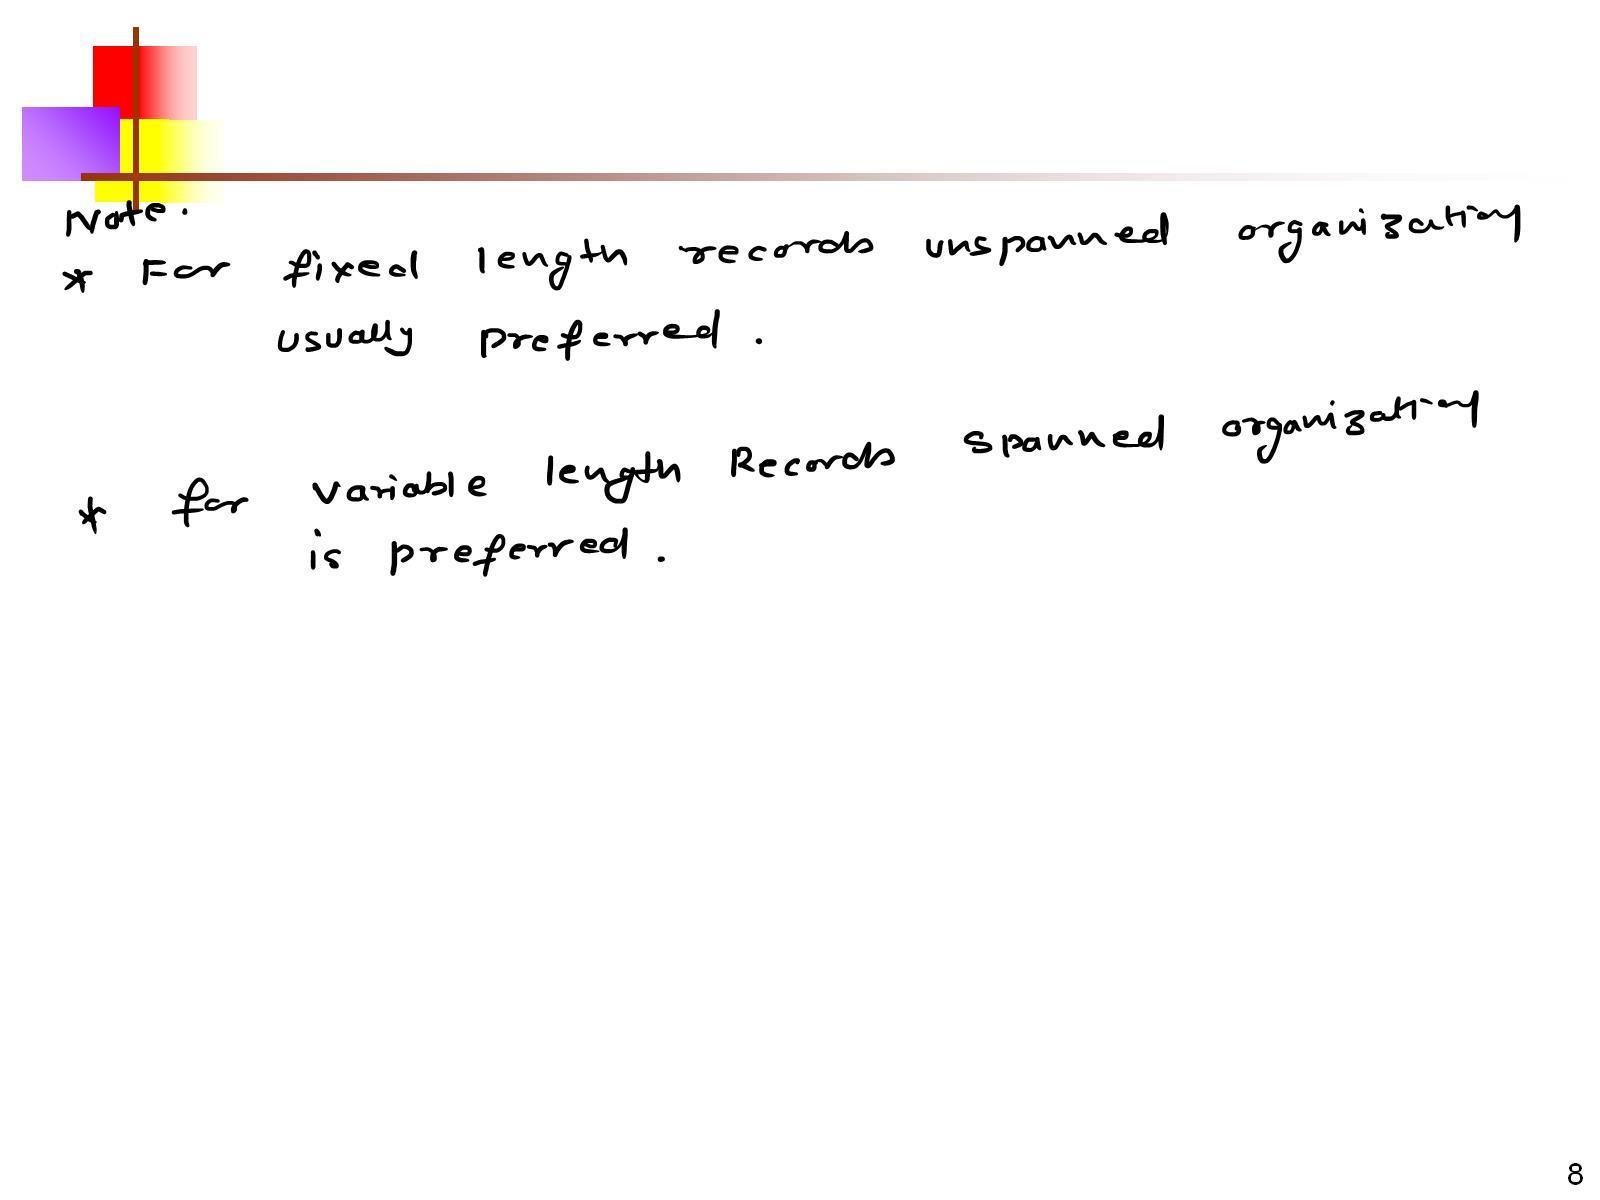 Note.
* For fixed length records unspanned organization
usually preferred.
* for variable length Records spanned organization
is preferred.
8